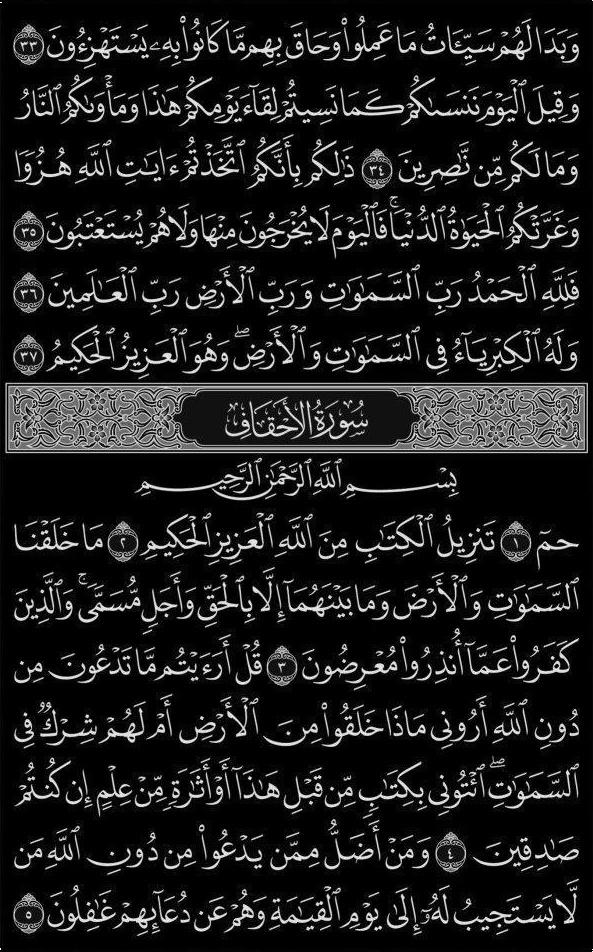 وَبَدَا لَهُمْ سَيِّـَٔاتُ مَا عَمِلُوا۟ وَحَاقَ بِهِم مَّا كَانُوا۟ بِهِۦ يَسْتَهْزِءُونَ ٣٣
وَقِيلَ ٱلْيَوْمَ نَنسَىٰكُمْ كَمَا نَسِيتُمْ لِقَآءَ يَوْمِكُمْ هَٰذَا وَمَأْوَىٰكُمُ ٱلنَّارُ
وَمَا لَكُم مِّن نَّٰصِرِينَ ٣٤ ذَٰلِكُم بِأَنَّكُمُ ٱتَّخَذْتُمْ ءَايَٰتِ ٱللَّهِ هُزُوًا
وَغَرَّتْكُمُ ٱلْحَيَوٰةُ ٱلدُّنْيَا ۚ فَٱلْيَوْمَ لَا يُخْرَجُونَ مِنْهَا وَلَا هُمْ يُسْتَعْتَبُونَ ٣٥
فَلِلَّهِ ٱلْحَمْدُ رَبِّ ٱلسَّمَٰوَٰتِ وَرَبِّ ٱلْأَرْضِ رَبِّ ٱلْعَٰلَمِينَ ٣٦
وَلَهُ ٱلْكِبْرِيَآءُ فِى ٱلسَّمَٰوَٰتِ وَٱلْأَرْضِ ۖ وَهُوَ ٱلْعَزِيزُ ٱلْحَكِيمُ ٣٧
سُورَةُ الأَحْقَافِ
بِسْمِ ٱللَّهِ ٱلرَّحْمَٰنِ ٱلرَّحِيمِ
حمٓ ١ تَنزِيلُ ٱلْكِتَٰبِ مِنَ ٱللَّهِ ٱلْعَزِيزِ ٱلْحَكِيمِ ٢ مَا خَلَقْنَا
ٱلسَّمَٰوَٰتِ وَٱلْأَرْضَ وَمَا بَيْنَهُمَآ إِلَّا بِٱلْحَقِّ وَأَجَلٍ مُّسَمًّى ۚ وَٱلَّذِينَ
كَفَرُوا۟ عَمَّآ أُنذِرُوا۟ مُعْرِضُونَ ٣ قُلْ أَرَءَيْتُم مَّا تَدْعُونَ مِن
دُونِ ٱللَّهِ أَرُونِى مَاذَا خَلَقُوا۟ مِنَ ٱلْأَرْضِ أَمْ لَهُمْ شِرْكٌ فِى
ٱلسَّمَٰوَٰتِ ۖ ٱئْتُونِى بِكِتَٰبٍ مِّن قَبْلِ هَٰذَآ أَوْ أَثَٰرَةٍ مِّنْ عِلْمٍ إِن كُنتُمْ
صَٰدِقِينَ ٤ وَمَنْ أَضَلُّ مِمَّن يَدْعُوا۟ مِن دُونِ ٱللَّهِ مَن
لَّا يَسْتَجِيبُ لَهُۥٓ إِلَىٰ يَوْمِ ٱلْقِيَٰمَةِ وَهُمْ عَن دُعَآئِهِمْ غَٰفِلُونَ ٥